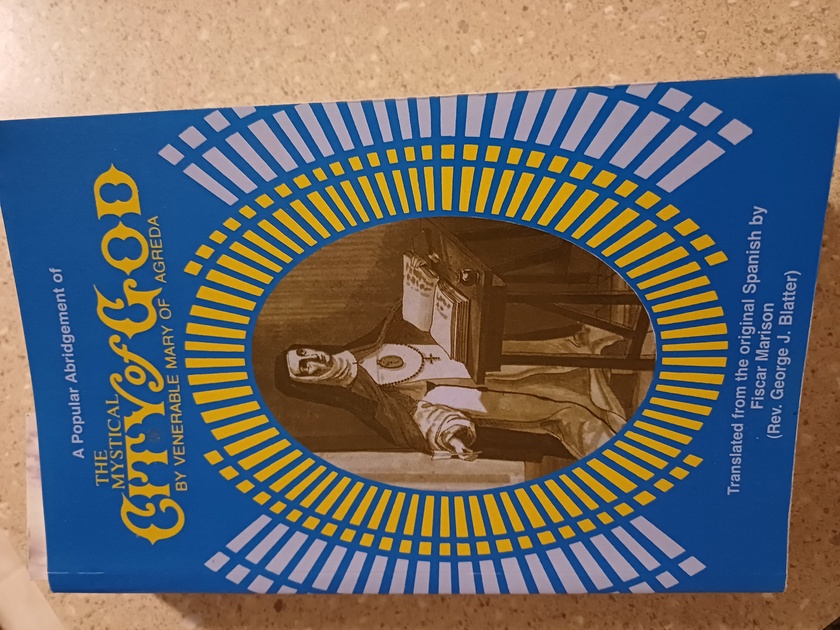 A Popular Abridgement of
THE
MYSTICAL
CITY of GOD
BY VENERABLE MARY OF AGREDA
Translated from the original Spanish by
Fiscar Marison
(Rev. George J. Blatter)